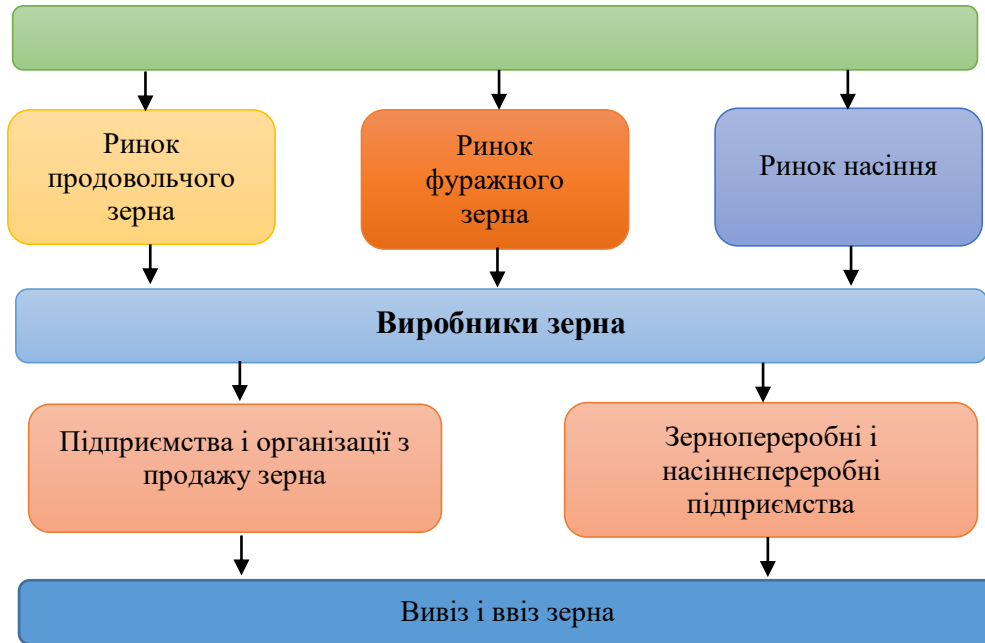 Ринок
продовольчого
зерна
Ринок
фуражного
зерна
Ринок насіння
Виробники зерна
Підприємства і організації з
продажу зерна
Зернопереробні і
насіннєпереробні
підприємства
Вивіз і ввіз зерна